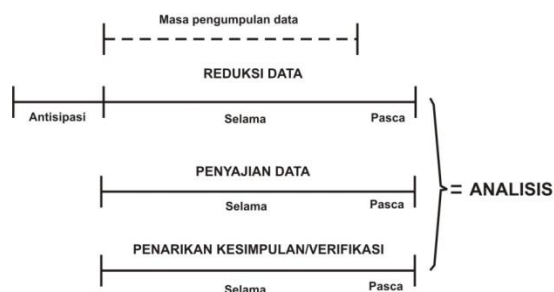 Masa pengumpulan data
REDUKSI DATA
Antisipasi
Selama
Pasca
PENYAJIAN DATA
Selama
Pasca
= ANALISIS
PENARIKAN KESIMPULAN/VERIFIKASI
Selama
Pasca